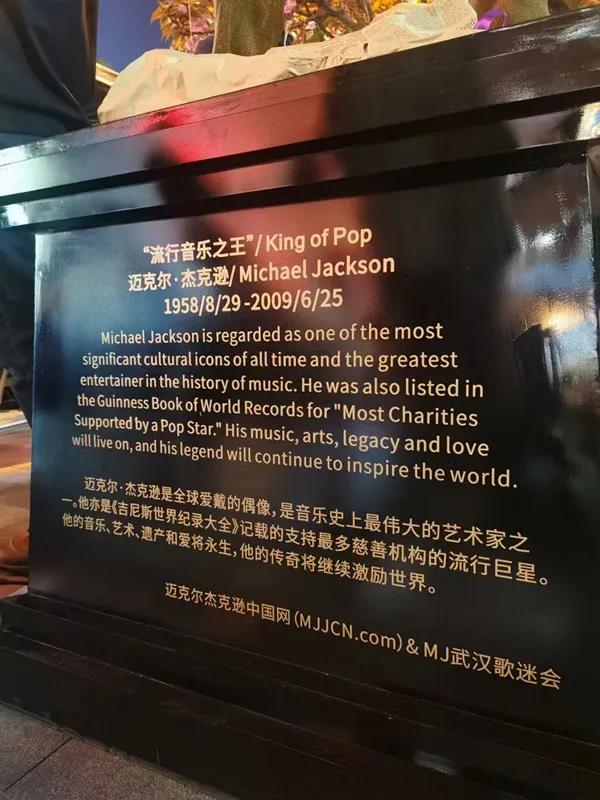 “流行音乐之王”/ King of Pop
迈克尔·杰克逊/ Michael Jackson
1958/8/29 -2009/6/25
Michael Jackson is regarded as one of the most
significant cultural icons of all time and the greatest
entertainer in the history of music. He was also listed in
the Guinness Book of World Records for "Most Charities
Supported by a Pop Star." His music, arts, legacy and love
will live on, and his legend will continue to inspire the world.
迈克尔·杰克逊是全球爱戴的偶像，是音乐史上最伟大的艺术家之
一。他亦是《吉尼斯世界纪录大全》记载的支持最多慈善机构的流行巨星。
他的音乐、艺术、遗产和爱将永生，他的传奇将继续激励世界。
迈克尔杰克逊中国网（MJJCN.com）& MJ武汉歌迷会